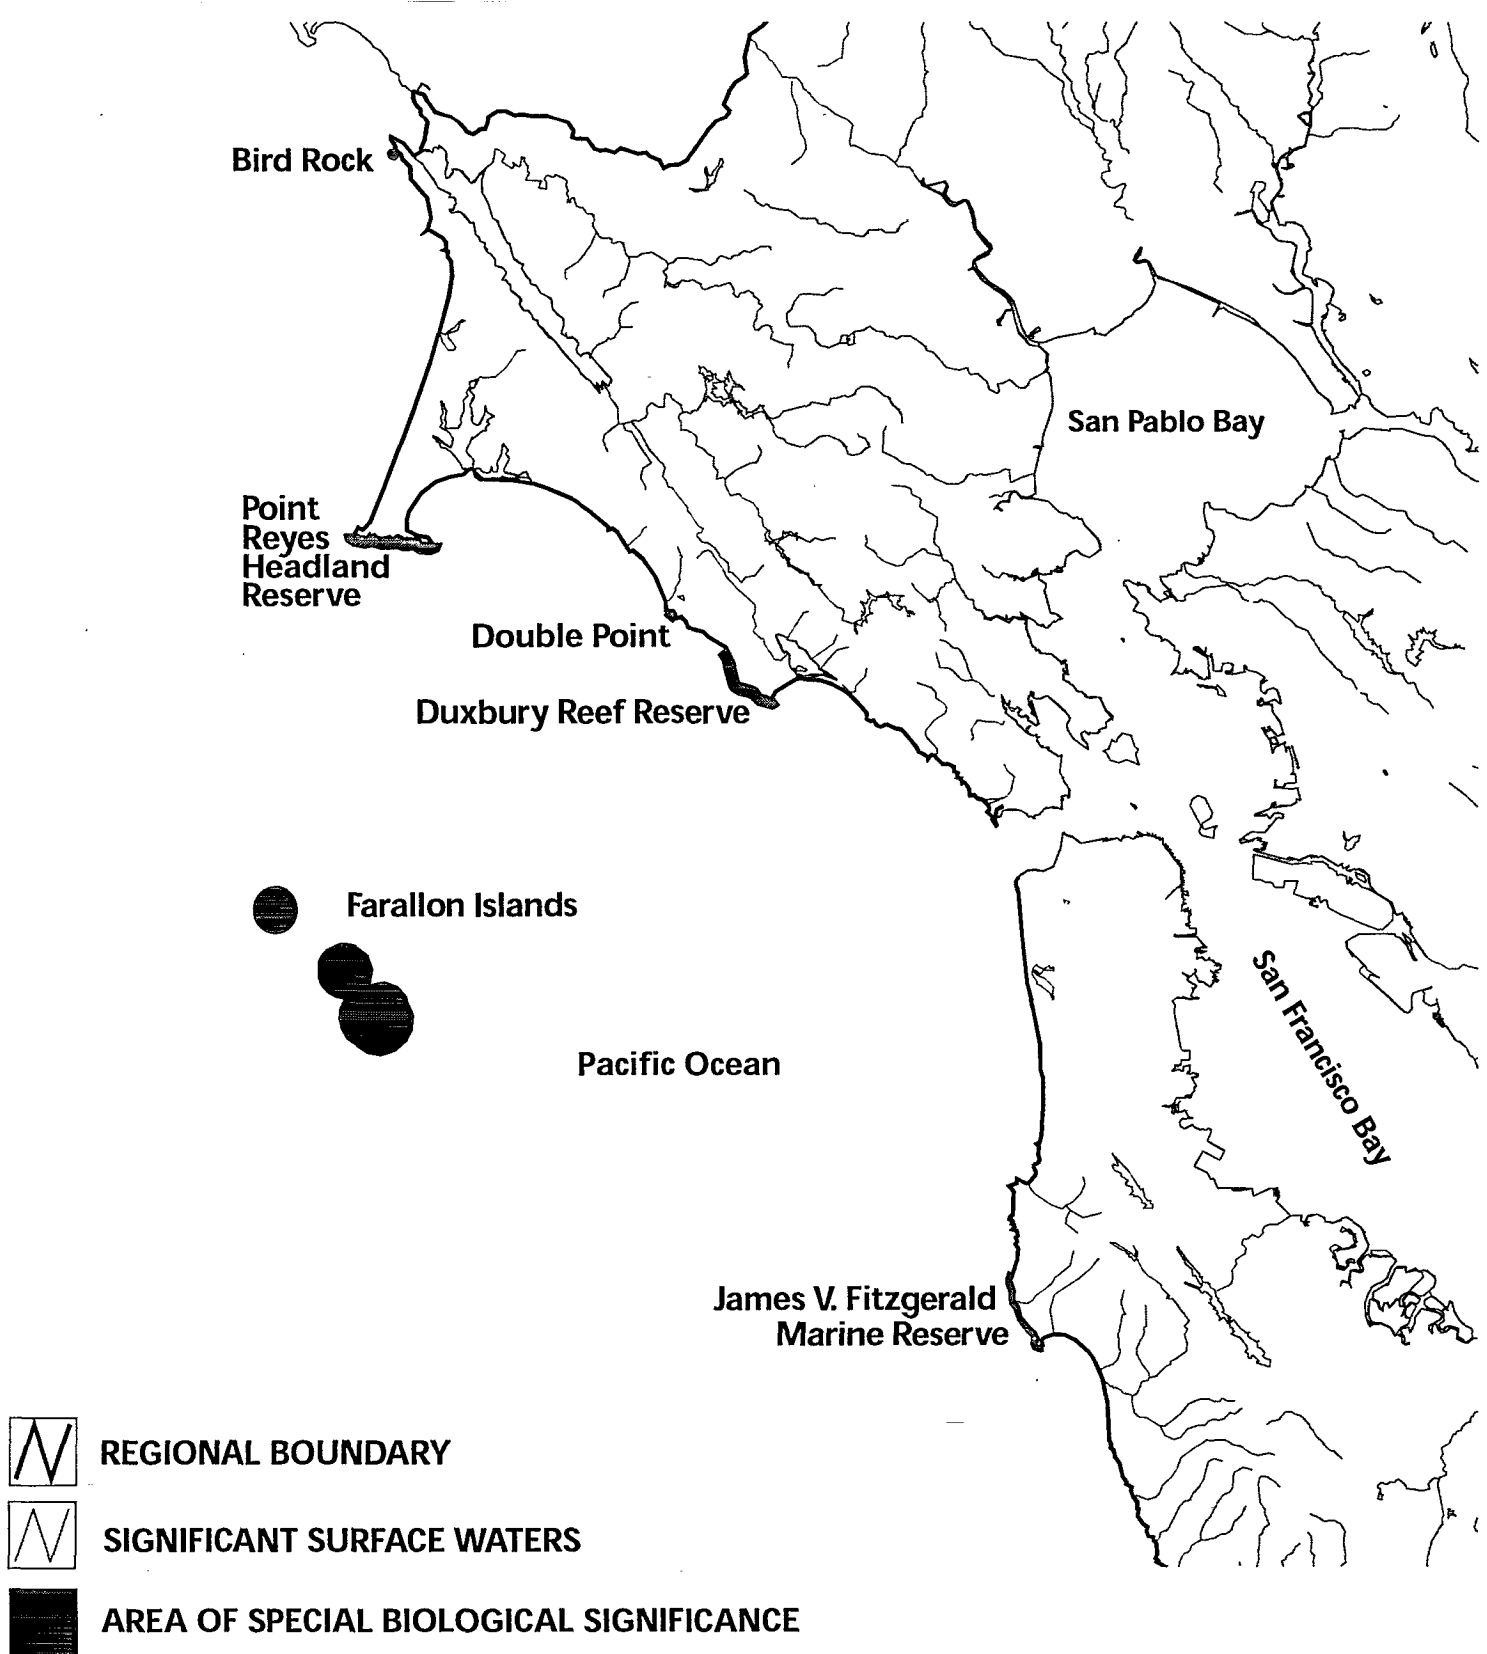 Bird Rock
San Pablo Bay
Point
Reyes
Headland
Reserve
Double Point
Duxbury Reef Reserve
Farallon Islands
San Francisco Bay
Pacific Ocean
James V. Fitzgerald
Marine Reserve
REGIONAL BOUNDARY
SIGNIFICANT SURFACE WATERS
AREA OF SPECIAL BIOLOGICAL SIGNIFICANCE